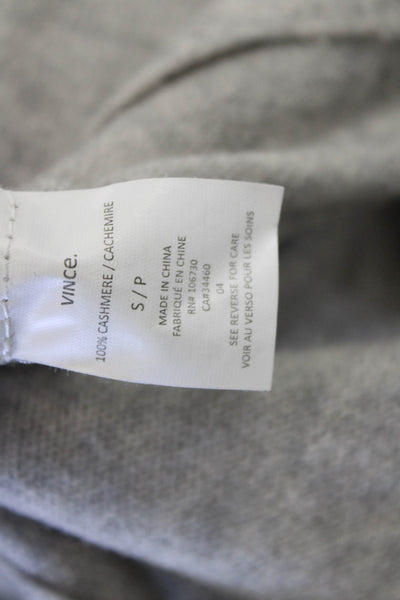 VINCE.
100% CASHMERE / CACHEMIRE
S / P
MADE IN CHINA
FABRIQUÉ EN CHINE
RN# 106730
CA#34460
04
SEE REVERSE FOR CARE
VOIR AU VERSO POUR LES SOINS